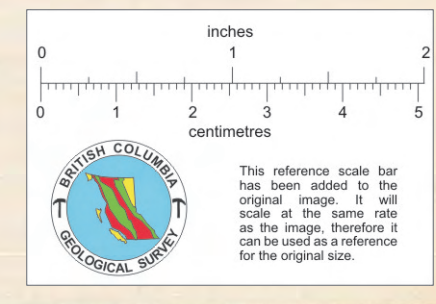 inches
0 1 2
0 1 2 3 4 5
centimetres
BRITISH COLUMBIA
GEOLOGICAL SURVEY
This reference scale bar
has been added to the
original image. It will
scale at the same rate
as the image, therefore it
can be used as a reference
for the original size.